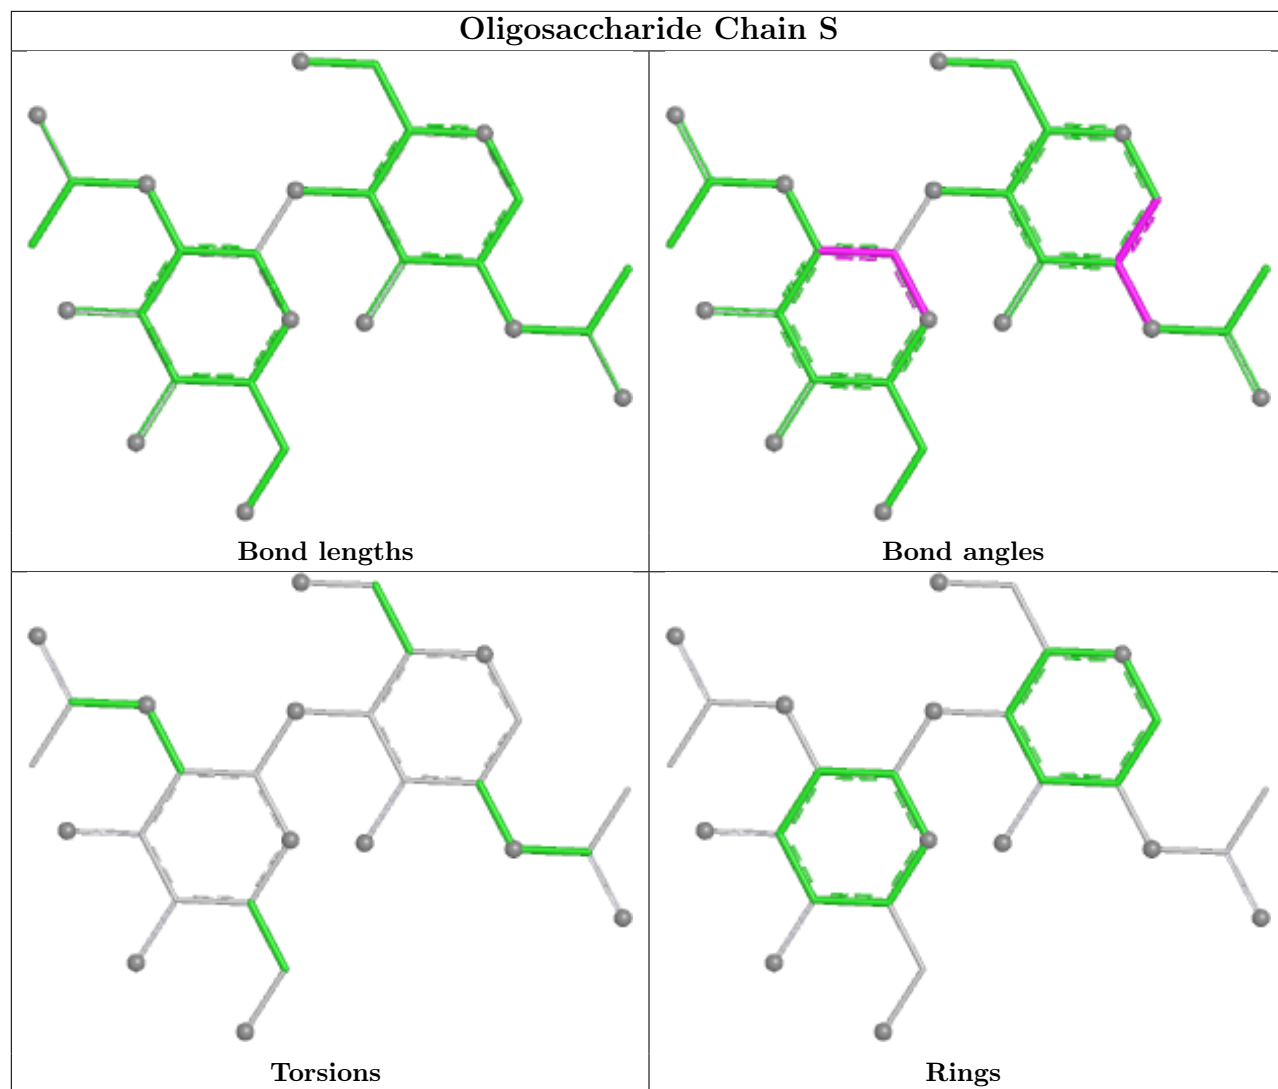 Oligosaccharide Chain S
Bond lengths
Bond angles
Torsions
Rings